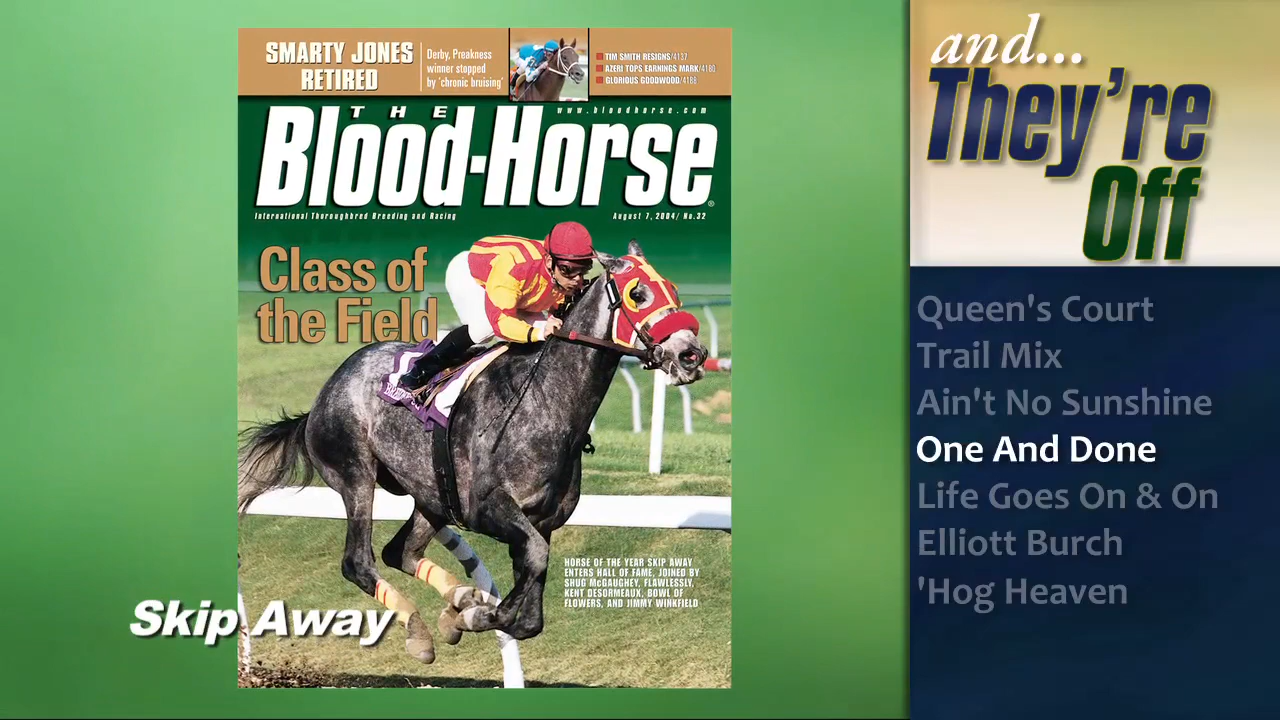 SMARTY JONES
RETIRED
Derby, Preakness
winner stopped
by 'chronic bruising'
TIM SMITH RESIGNS/4137
AZERI TOPS EARNINGS MARK/4180
GLORIOUS GOODWOOD/4188
THE
www.bloodhorse.com
Blood-Horse®
International Thoroughbred Breeding and Racing
August 7, 2004/ No.32
Class of
the Field
HORSE OF THE YEAR SKIP AWAY
ENTERS HALL OF FAME, JOINED BY
SHUG McGAUGHEY, FLAWLESSLY,
KENT DESORMEAUX, BOWL OF
FLOWERS, AND JIMMY WINKFIELD
Skip Away
and...
They're
Off
Queen's Court
Trail Mix
Ain't No Sunshine
One And Done
Life Goes On & On
Elliott Burch
'Hog Heaven